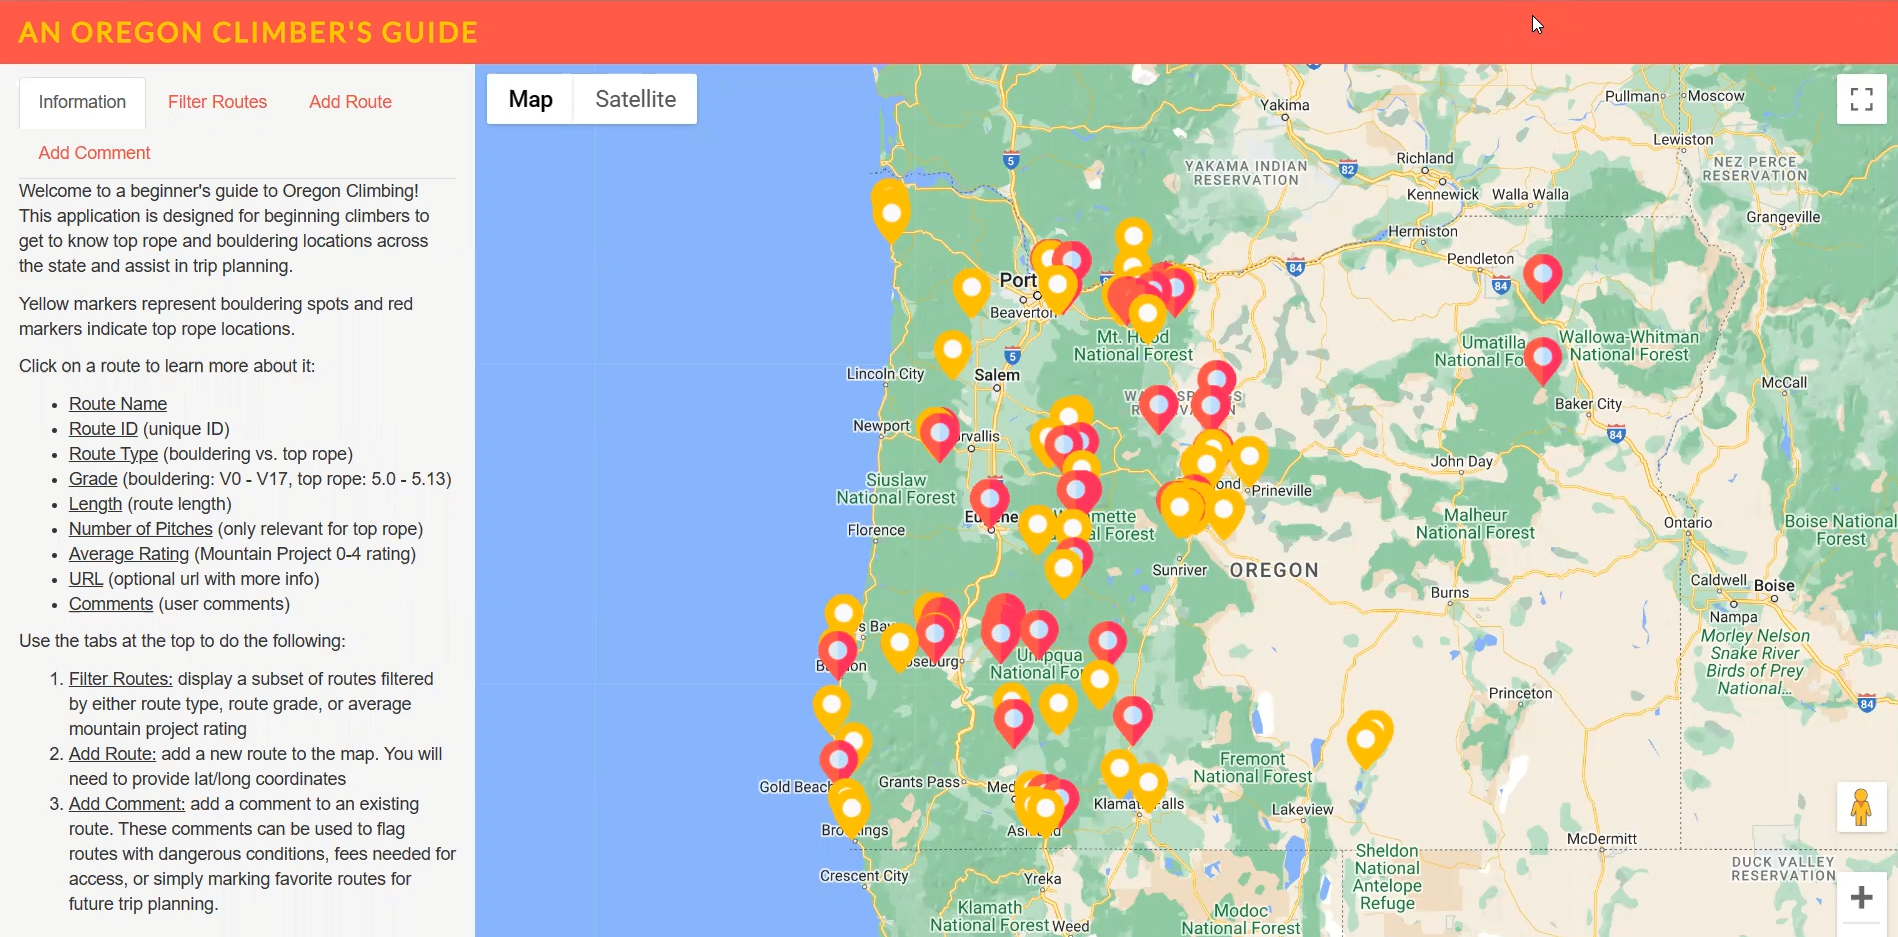 AN OREGON CLIMBER'S GUIDE
Information
Filter Routes
Add Route
Add Comment
Welcome to a beginner's guide to Oregon Climbing!
This application is designed for beginning climbers to
get to know top rope and bouldering locations across
the state and assist in trip planning.
Yellow markers represent bouldering spots and red
markers indicate top rope locations.
Click on a route to learn more about it:
• Route Name
• Route ID (unique ID)
• Route Type (bouldering vs. top rope)
• Grade (bouldering: V0 - V17, top rope: 5.0 - 5.13)
• Length (route length)
• Number of Pitches (only relevant for top rope)
• Average Rating (Mountain Project 0-4 rating)
• URL (optional url with more info)
• Comments (user comments)
Use the tabs at the top to do the following:
1. Filter Routes: display a subset of routes filtered
by either route type, route grade, or average
mountain project rating
2. Add Route: add a new route to the map. You will
need to provide lat/long coordinates
3. Add Comment: add a comment to an existing
route. These comments can be used to flag
routes with dangerous conditions, fees needed for
access, or simply marking favorite routes for
future trip planning.
Map
Satellite
Yakima
Pullman
Moscow
Lewiston
5
YAKAMA INDIAN
RESERVATION
82
Richland
NEZ PERCE
RESERVATION
Kennewick
Walla Walla
Grangeville
Hermiston
Pendleton
84
84
Port
Beaverton
Mt. Hood
National Forest
Umatilla
National Fo
Wallowa-Whitman
National Forest
5
Salem
Lincoln City
McCall
Baker City
Newport
orvallis
84
John Day
Siuslaw
National Forest
ond
Prineville
Florence
Malheur
National Forest
Ontario
Boise National
Forest
Sunriver
OREGON
Burns
Caldwell
Boise
Nampa
Morley Nelson
Snake River
Birds of Prey
National...
s Bay
oseburg
Umpqua
National Fo
Princeton
84
Fremont
National Forest
Gold Beach
Grants Pass
Med
Klamath Falls
Lakeview
Brookings
Ashland
McDermitt
Crescent City
Yreka
Sheldon
National
Antelope
Refuge
DUCK VALLEY
RESERVATION
Klamath
National Forest
Weed
Modoc
National Forest